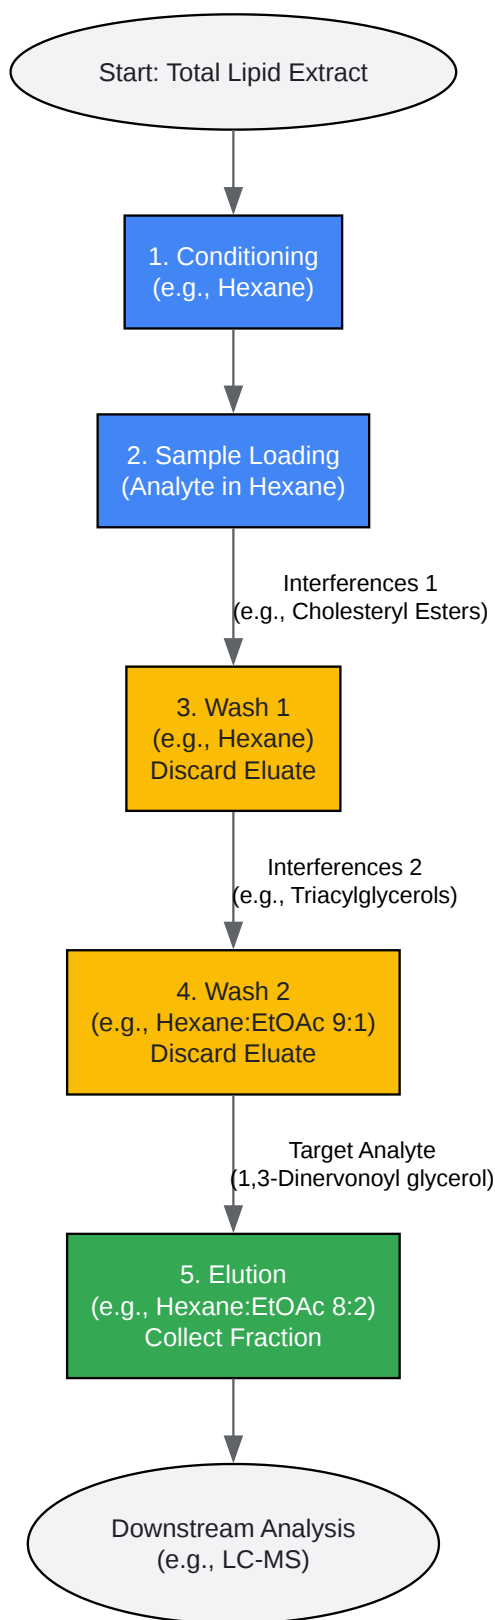 Start: Total Lipid Extract
1. Conditioning
(e.g., Hexane)
2. Sample Loading
(Analyte in Hexane)
Interferences 1
(e.g., Cholesteryl Esters)
3. Wash 1
(e.g., Hexane)
Discard Eluate
Interferences 2
(e.g., Triacylglycerols)
4. Wash 2
(e.g., Hexane:EtOAc 9:1)
Discard Eluate
Target Analyte
(1,3-Dinervonoyl glycerol)
5. Elution
(e.g., Hexane:EtOAc 8:2)
Collect Fraction
Downstream Analysis
(e.g., LC-MS)